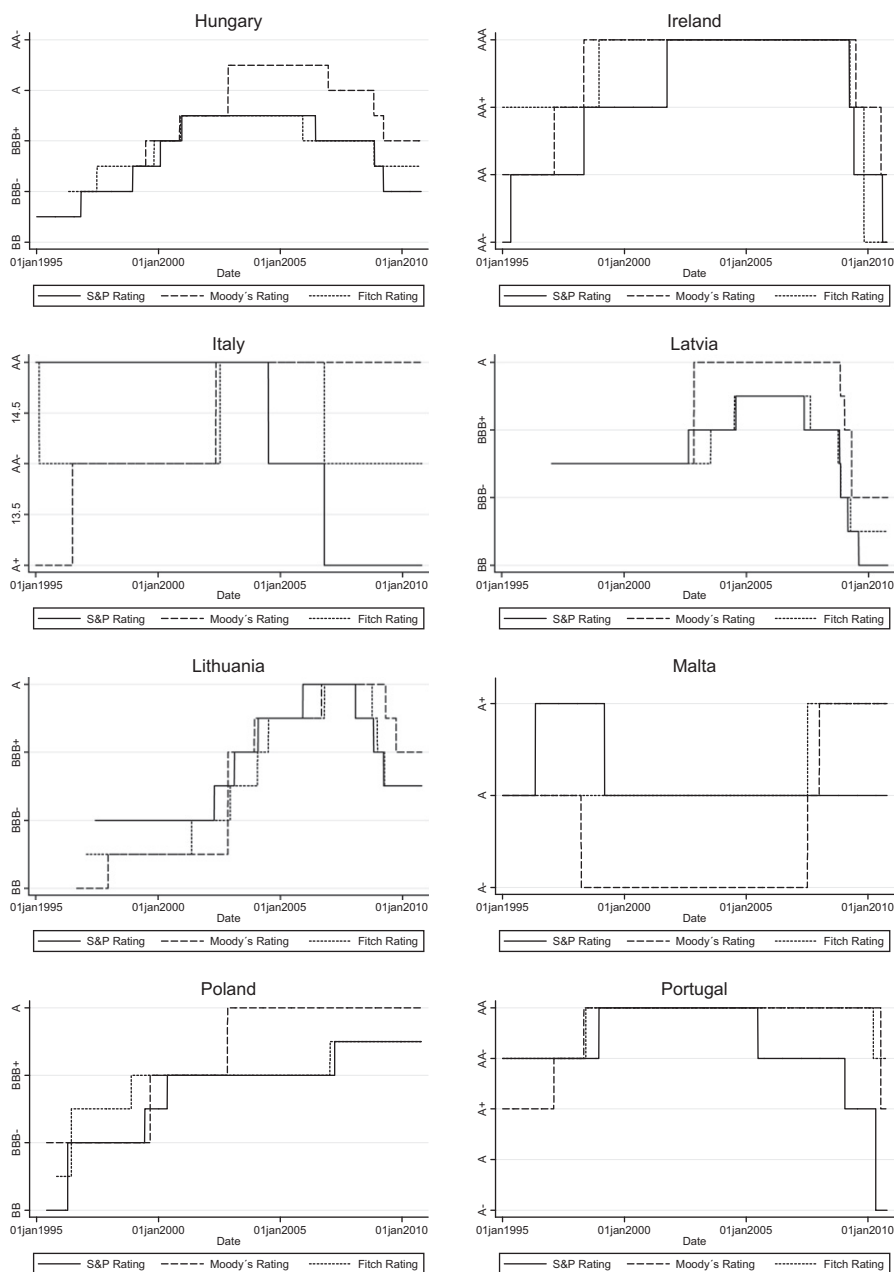 Hungary
AA-
A
BBB+
BBB-
BB
01jan1995 01jan2000 01jan2005 01jan2010
Date
S&P Rating Moody´s Rating Fitch Rating
Ireland
AAA
AA+
AA
AA-
01jan1995 01jan2000 01jan2005 01jan2010
Date
S&P Rating Moody´s Rating Fitch Rating
Italy
AA
14.5
AA-
13.5
A+
01jan1995 01jan2000 01jan2005 01jan2010
Date
S&P Rating Moody´s Rating Fitch Rating
Latvia
A
BBB+
BBB-
BB
01jan1995 01jan2000 01jan2005 01jan2010
Date
S&P Rating Moody´s Rating Fitch Rating
Lithuania
A
BBB+
BBB-
BB
01jan1995 01jan2000 01jan2005 01jan2010
Date
S&P Rating Moody´s Rating Fitch Rating
Malta
A+
A
A-
01jan1995 01jan2000 01jan2005 01jan2010
Date
S&P Rating Moody´s Rating Fitch Rating
Poland
A
BBB+
BBB-
BB
01jan1995 01jan2000 01jan2005 01jan2010
Date
S&P Rating Moody´s Rating Fitch Rating
Portugal
AA
AA-
A+
A
A-
01jan1995 01jan2000 01jan2005 01jan2010
Date
S&P Rating Moody´s Rating Fitch Rating